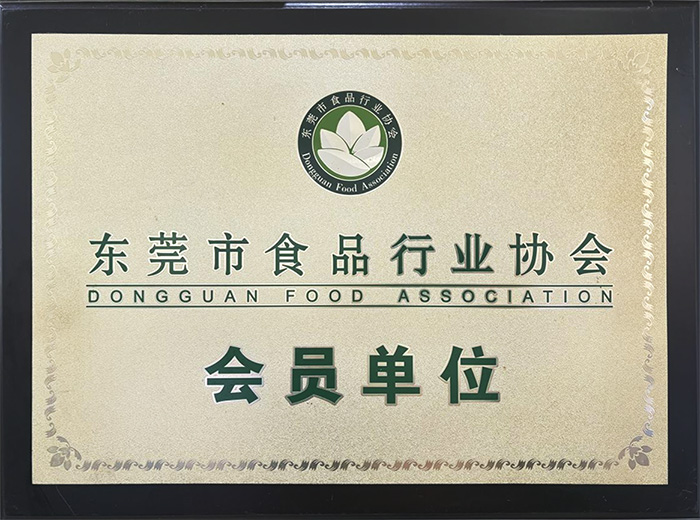 东莞市食品行业协会
Dongguan Food Association
东莞市食品行业协会
DONGGUAN FOOD ASSOCIATION
会员单位